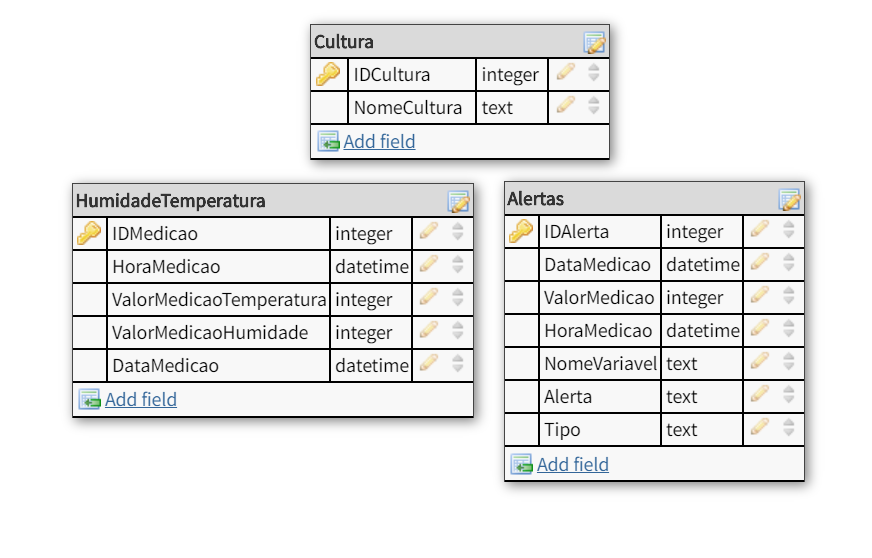 Cultura
IDCultura integer
NomeCultura text
Add field
HumidadeTemperatura
IDMedicao integer
HoraMedicao datetime
ValorMedicaoTemperatura integer
ValorMedicaoHumidade integer
DataMedicao datetime
Add field
Alertas
IDAlerta integer
DataMedicao datetime
ValorMedicao integer
HoraMedicao datetime
NomeVariavel text
Alerta text
Tipo text
Add field